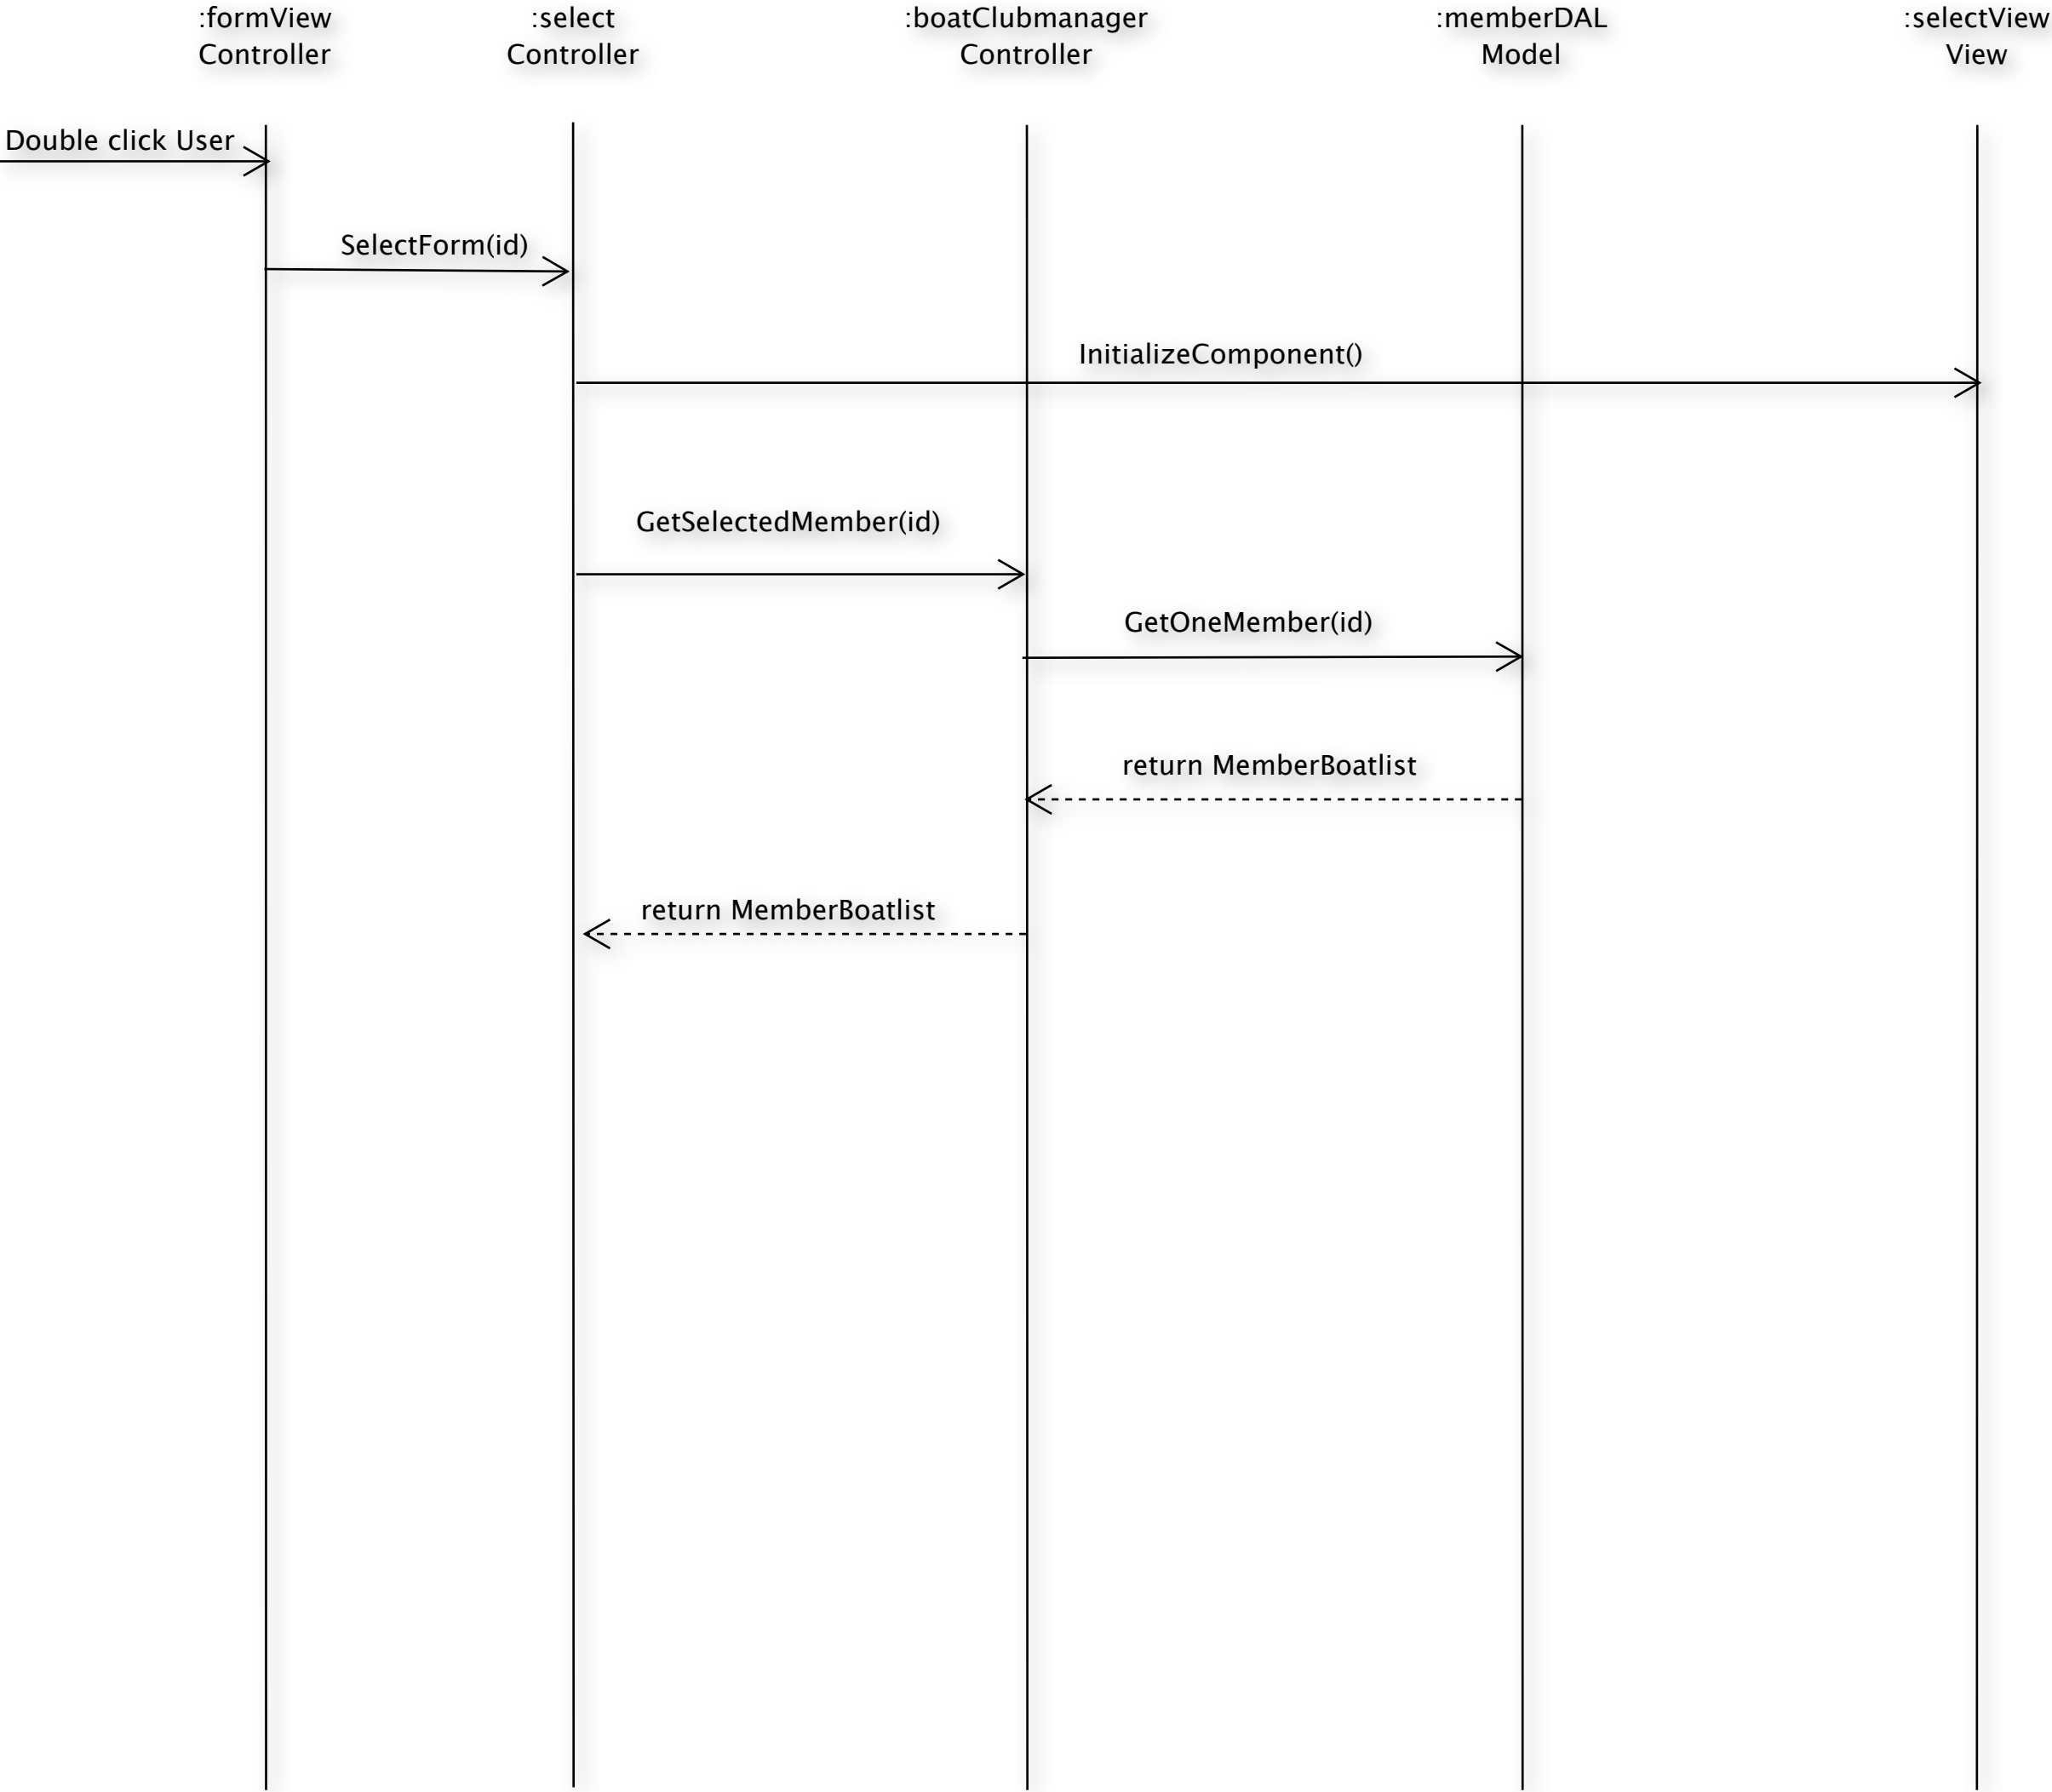 :formView
Controller
:select
Controller
:boatClubmanager
Controller
:memberDAL
Model
:selectView
View
Double click User
SelectForm(id)
InitializeComponent()
GetSelectedMember(id)
GetOneMember(id)
return MemberBoatlist
return MemberBoatlist